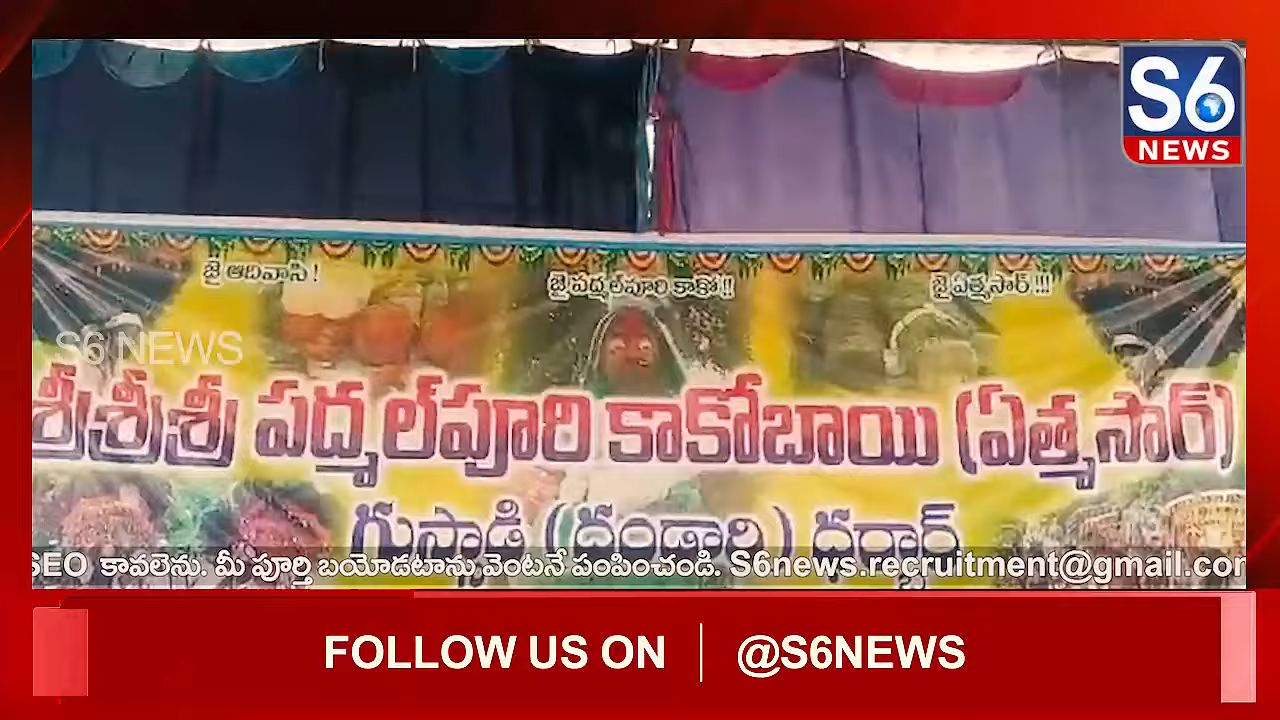 S6
NEWS
జై ఆదివాసి ! జై పద్మల్‌పూరి కాకో!! జై ఏత్మసార్ !!!
S6 NEWS
శ్రీశ్రీశ్రీ పద్మల్‌పూరి కాకోబాయి (ఏత్మసార్)
గుస్సాడి (దండారి) దర్బార్
SEO కావలెను. మీ పూర్తి బయోడటాను వెంటనే పంపించండి. S6news.recruitment@gmail.com
FOLLOW US ON | @S6NEWS